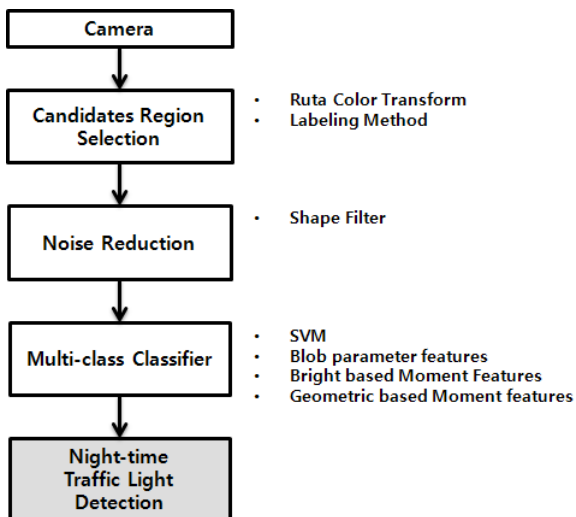 Camera
Candidates Region
Selection
• Ruta Color Transform
• Labeling Method
Noise Reduction
• Shape Filter
Multi-class Classifier
• SVM
• Blob parameter features
• Bright based Moment Features
• Geometric based Moment features
Night-time
Traffic Light
Detection